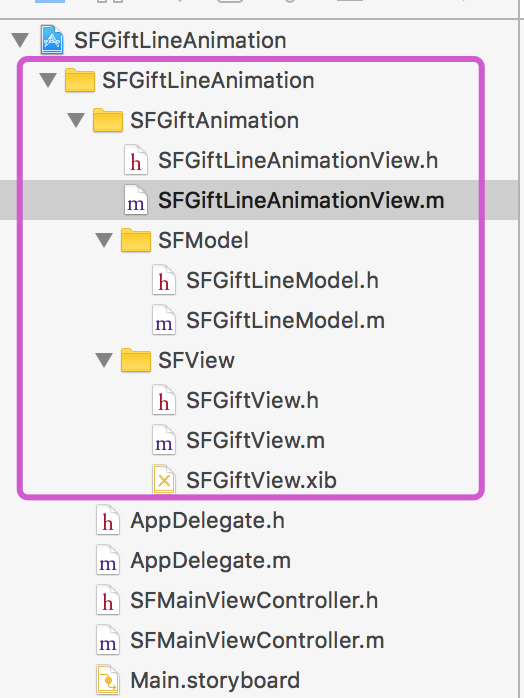 SFGiftLineAnimation
SFGiftLineAnimation
SFGiftAnimation
h SFGiftLineAnimationView.h
m SFGiftLineAnimationView.m
SFModel
h SFGiftLineModel.h
m SFGiftLineModel.m
SFView
h SFGiftView.h
m SFGiftView.m
SFGiftView.xib
h AppDelegate.h
m AppDelegate.m
h SFMainViewController.h
m SFMainViewController.m
Main.storyboard